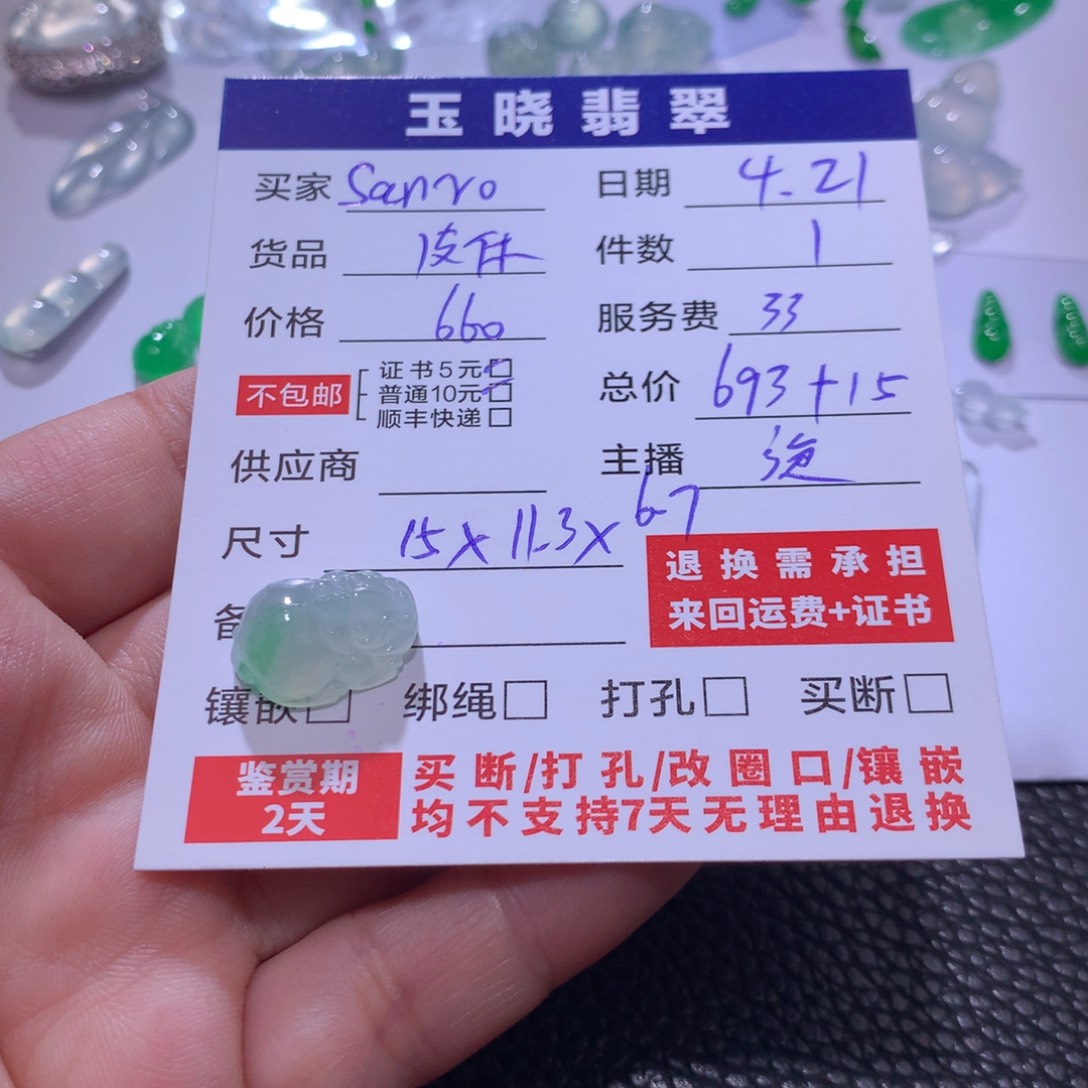 玉晓翡翠
买家 Sanro 日期 4.21
货品 件数 1
价格 660 服务费 33
不包邮 证书5元☐
普通10元☐
顺丰快递☐
总价 693+15
供应商 主播
尺寸 15×11.3×6.7
退换需承担
来回运费+证书
备
镶嵌☐ 绑绳☐ 打孔☐ 买断☐
鉴赏期
2天
买断/打孔/改圈口/镶嵌
均不支持7天无理由退换